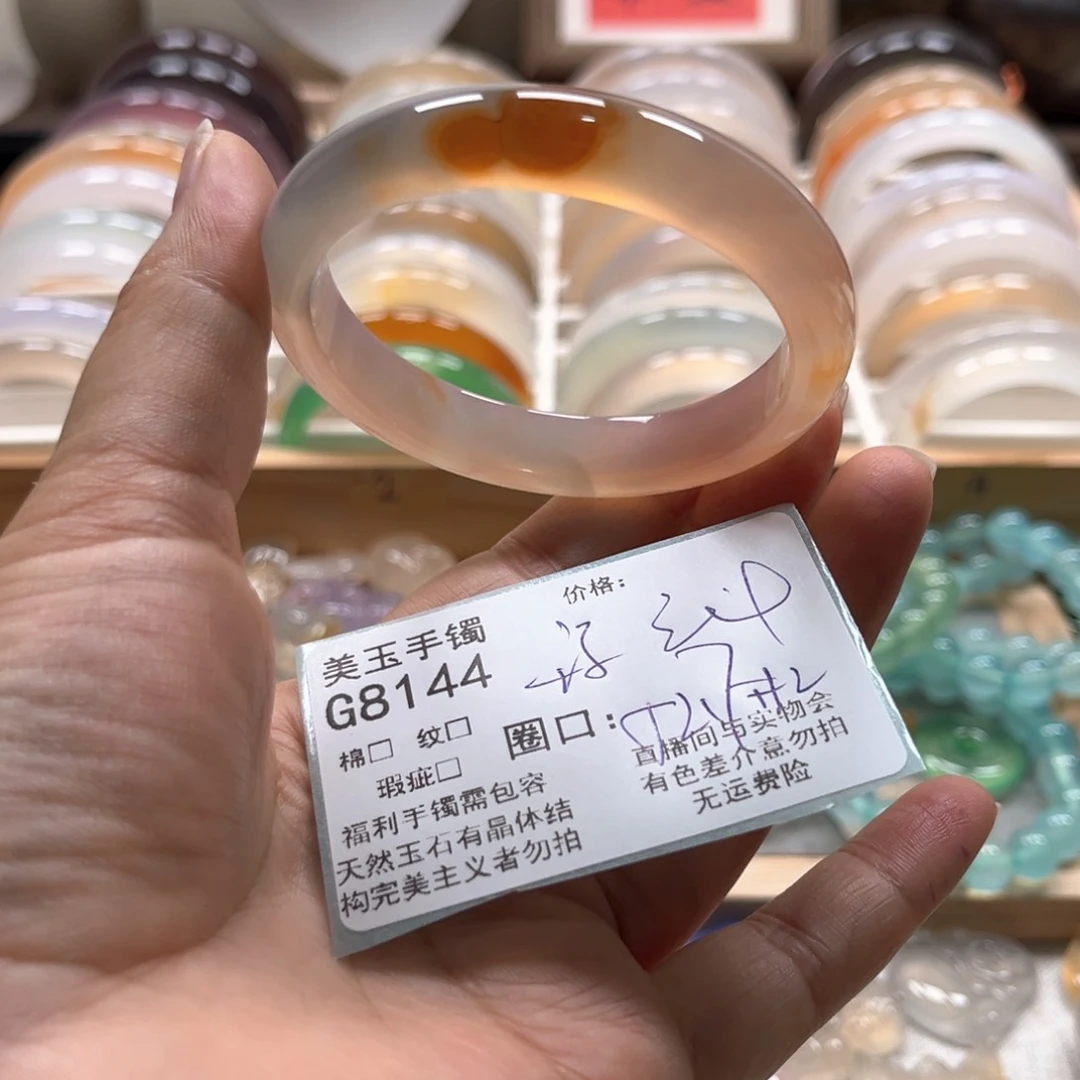 价格:
美玉手镯
G8144
棉□ 纹□ 圈口:
瑕疵□
福利手镯需包容
天然玉石有晶体结
构完美主义者勿拍
直播间与实物会
有色差介意勿拍
无运费险